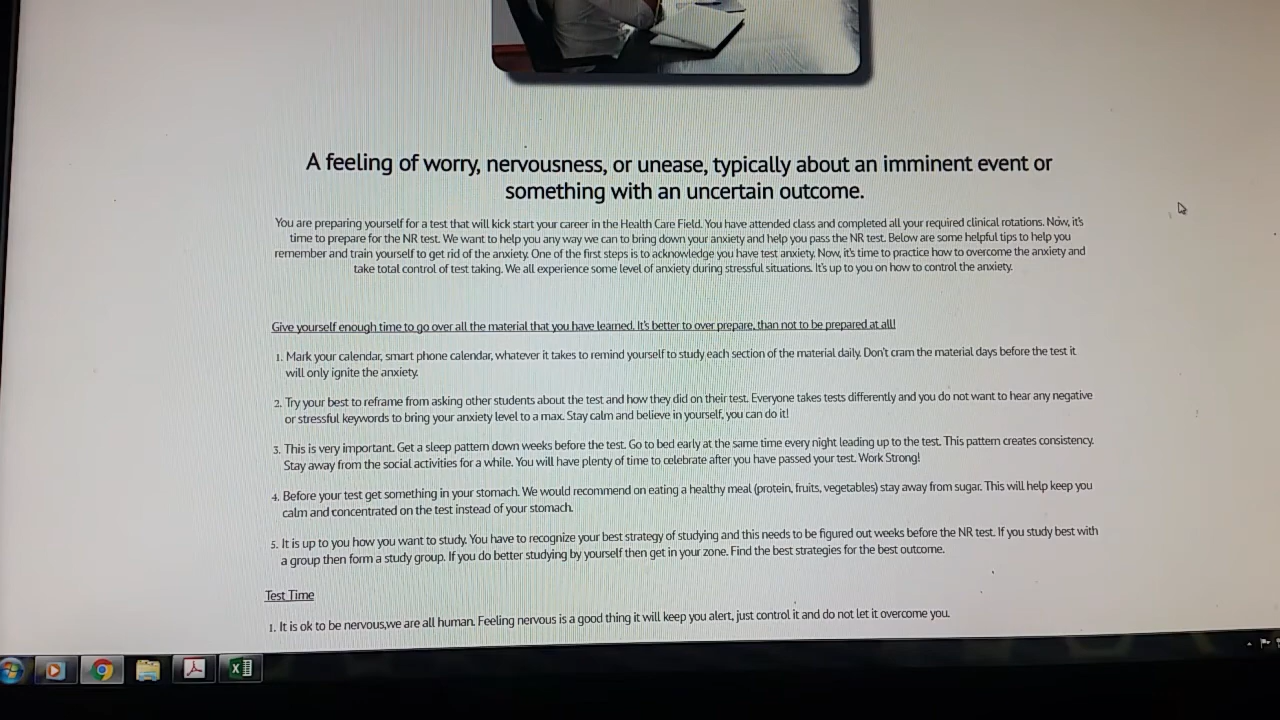 A feeling of worry, nervousness, or unease, typically about an imminent event or
something with an uncertain outcome.
You are preparing yourself for a test that will kick start your career in the Health Care Field. You have attended class and completed all your required clinical rotations. Now, it's
time to prepare for the NR test. We want to help you any way we can to bring down your anxiety and help you pass the NR test. Below are some helpful tips to help you
remember and train yourself to get rid of the anxiety. One of the first steps is to acknowledge you have test anxiety. Now, it's time to practice how to overcome the anxiety and
take total control of test taking. We all experience some level of anxiety during stressful situations. It's up to you on how to control the anxiety.
Give yourself enough time to go over all the material that you have learned. It's better to over prepare, than not to be prepared at all!
1. Mark your calendar, smart phone calendar, whatever it takes to remind yourself to study each section of the material daily. Don't cram the material days before the test it
will only ignite the anxiety.
2. Try your best to reframe from asking other students about the test and how they did on their test. Everyone takes tests differently and you do not want to hear any negative
or stressful keywords to bring your anxiety level to a max. Stay calm and believe in yourself, you can do it!
3. This is very important. Get a sleep pattern down weeks before the test. Go to bed early at the same time every night leading up to the test. This pattern creates consistency.
Stay away from the social activities for a while. You will have plenty of time to celebrate after you have passed your test. Work Strong!
4. Before your test get something in your stomach. We would recommend on eating a healthy meal (protein, fruits, vegetables) stay away from sugar. This will help keep you
calm and concentrated on the test instead of your stomach.
5. It is up to you how you want to study. You have to recognize your best strategy of studying and this needs to be figured out weeks before the NR test. If you study best with
a group then form a study group. If you do better studying by yourself then get in your zone. Find the best strategies for the best outcome.
Test Time
1. It is ok to be nervous,we are all human. Feeling nervous is a good thing it will keep you alert, just control it and do not let it overcome you.